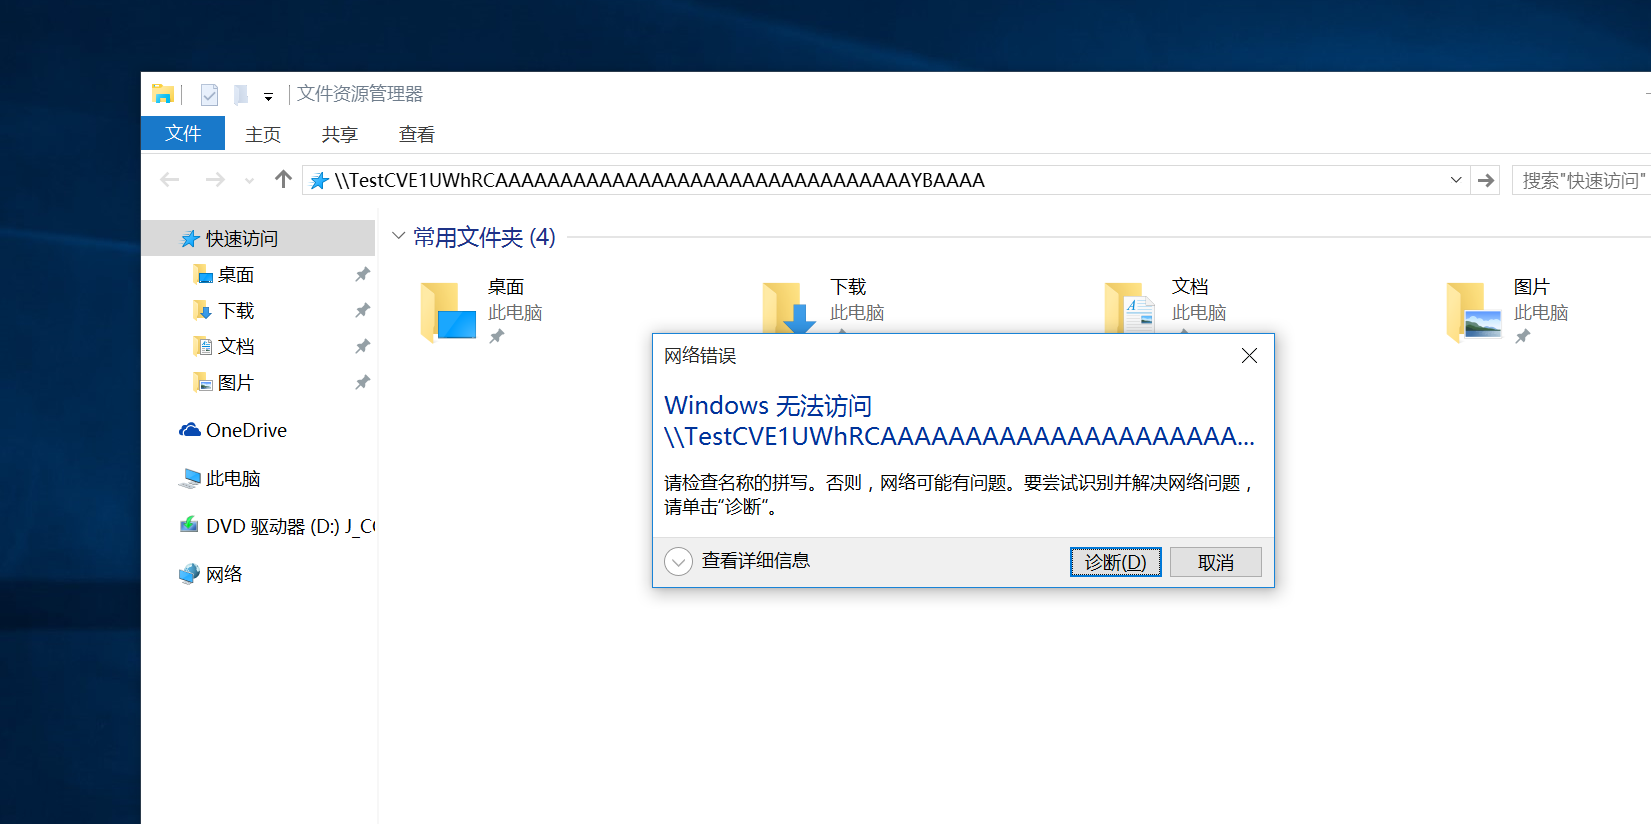 文件资源管理器
文件 主页 共享 查看
\\TestCVE1UWhRCAAAAAAAAAAAAAAAAAAAAAAAAAAAAAAAAYBAAAA
搜索"快速访问"
快速访问
桌面
下载
文档
图片
OneDrive
此电脑
DVD 驱动器 (D:) J_C
网络
常用文件夹 (4)
桌面
此电脑
下载
此电脑
文档
此电脑
图片
此电脑
网络错误
Windows 无法访问
\\TestCVE1UWhRCAAAAAAAAAAAAAAAAAAAAAA...
请检查名称的拼写。否则，网络可能有问题。要尝试识别并解决网络问题，
请单击"诊断"。
查看详细信息
诊断(D)
取消